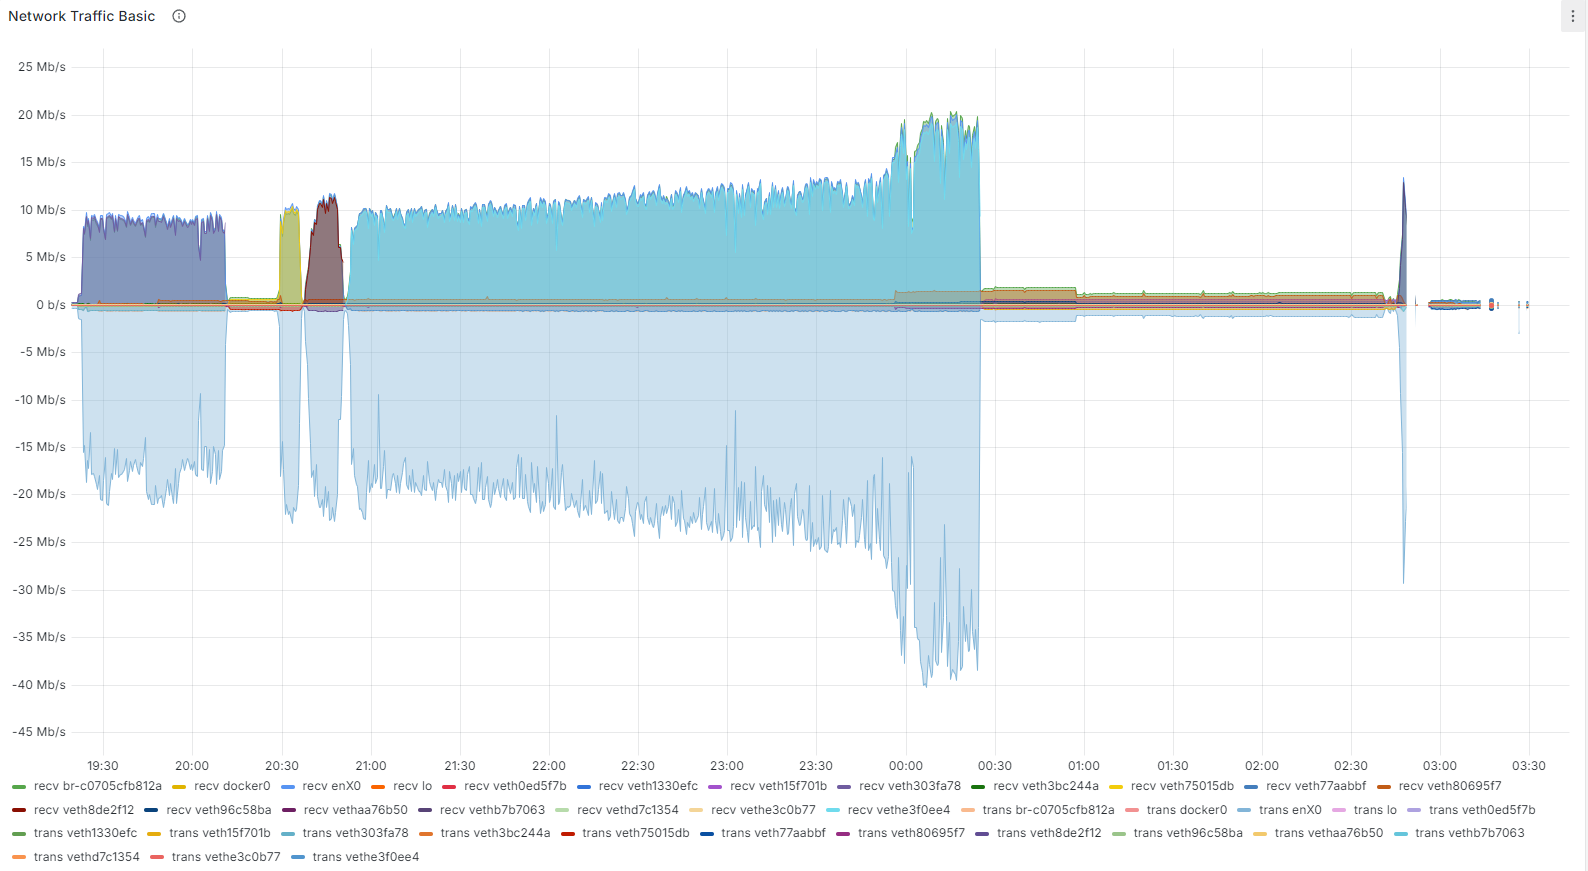 Network Traffic Basic
25 Mb/s
20 Mb/s
15 Mb/s
10 Mb/s
5 Mb/s
0 b/s
-5 Mb/s
-10 Mb/s
-15 Mb/s
-20 Mb/s
-25 Mb/s
-30 Mb/s
-35 Mb/s
-40 Mb/s
-45 Mb/s
19:30 20:00 20:30 21:00 21:30 22:00 22:30 23:00 23:30 00:00 00:30 01:00 01:30 02:00 02:30 03:00 03:30
recv br-c0705cfb812a recv docker0 recv enX0 recv lo recv veth0ed5f7b recv veth1330efc recv veth15f701b recv veth303fa78 recv veth3bc244a recv veth75015db recv veth77aabbf recv veth80695f7
recv veth8de2f12 recv veth96c58ba recv vethaa76b50 recv vethb7b7063 recv vethd7c1354 recv vethe3c0b77 recv vethe3f0ee4 trans br-c0705cfb812a trans docker0 trans enX0 trans lo trans veth0ed5f7b
trans veth1330efc trans veth15f701b trans veth303fa78 trans veth3bc244a trans veth75015db trans veth77aabbf trans veth80695f7 trans veth8de2f12 trans veth96c58ba trans vethaa76b50 trans vethb7b7063
trans vethd7c1354 trans vethe3c0b77 trans vethe3f0ee4